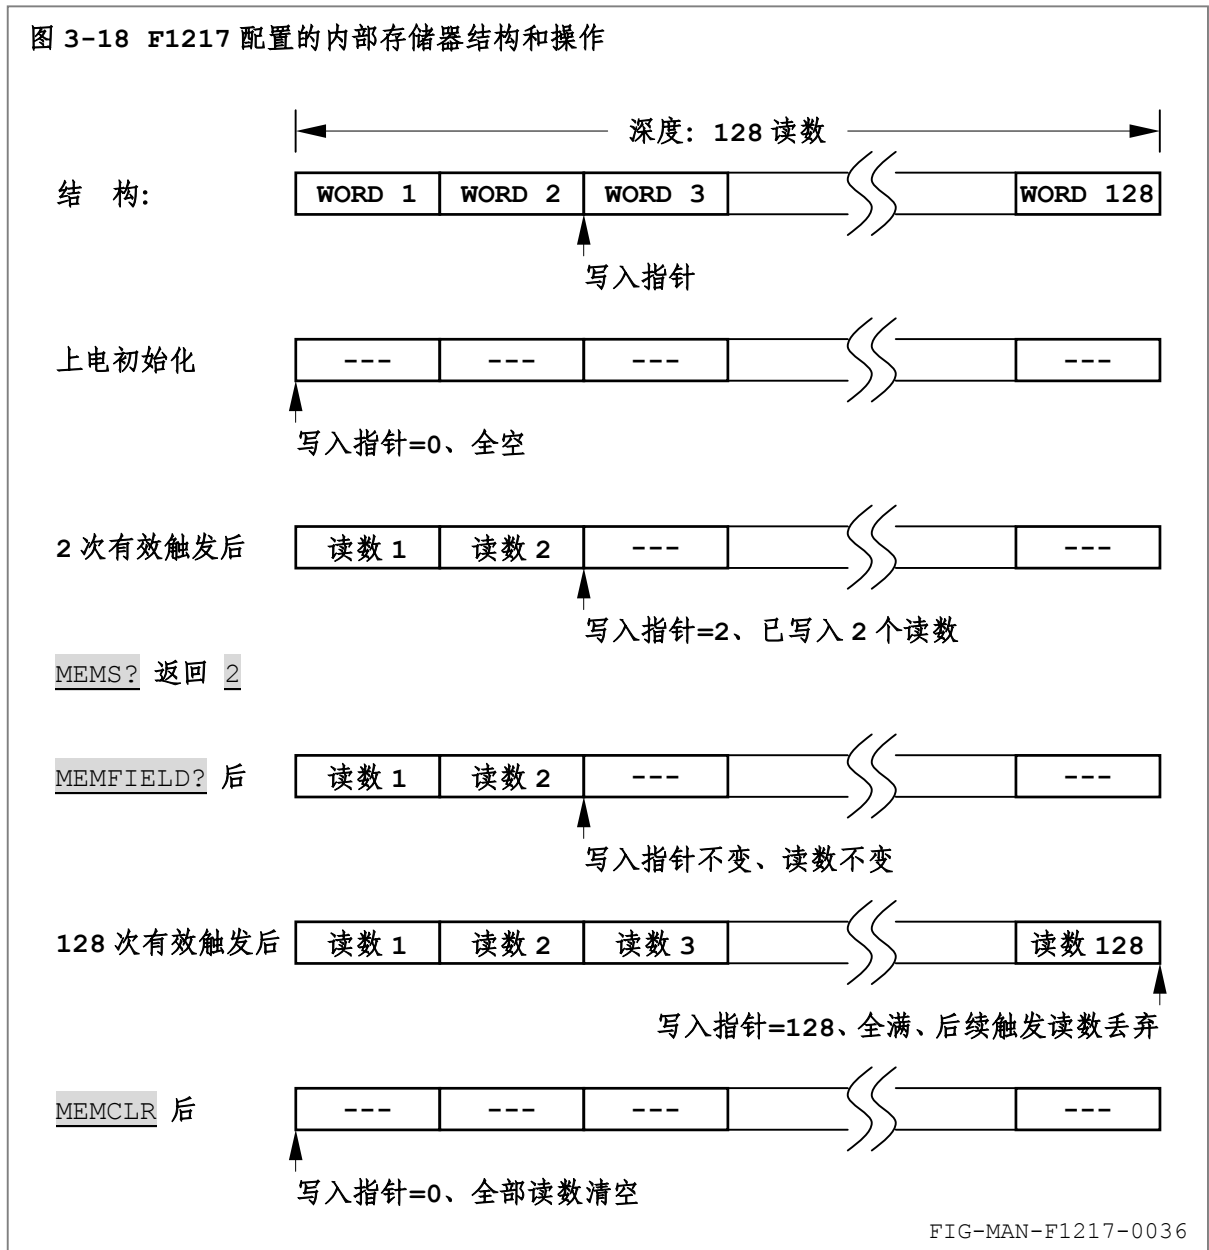 图 3-18 F1217 配置的内部存储器结构和操作
深度: 128 读数
结 构: WORD 1 WORD 2 WORD 3 WORD 128
写入指针
上电初始化 --- --- --- ---
写入指针=0、全空
2 次有效触发后 读数 1 读数 2 --- ---
写入指针=2、已写入 2 个读数
MEMS? 返回 2
MEMFIELD? 后 读数 1 读数 2 --- ---
写入指针不变、读数不变
128 次有效触发后 读数 1 读数 2 读数 3 读数 128
写入指针=128、全满、后续触发读数丢弃
MEMCLR 后 --- --- --- ---
写入指针=0、全部读数清空
FIG-MAN-F1217-0036